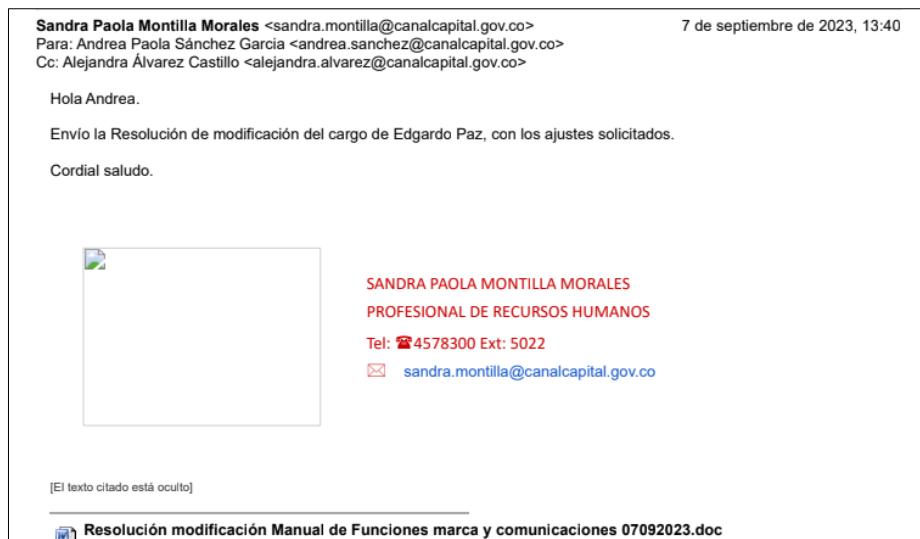 Sandra Paola Montilla Morales <sandra.montilla@canalcapital.gov.co> 7 de septiembre de 2023, 13:40
Para: Andrea Paola Sánchez Garcia <andrea.sanchez@canalcapital.gov.co>
Cc: Alejandra Álvarez Castillo <alejandra.alvarez@canalcapital.gov.co>
Hola Andrea.
Envío la Resolución de modificación del cargo de Edgardo Paz, con los ajustes solicitados.
Cordial saludo.
SANDRA PAOLA MONTILLA MORALES
PROFESIONAL DE RECURSOS HUMANOS
Tel: ☎4578300 Ext: 5022
sandra.montilla@canalcapital.gov.co
[El texto citado está oculto]
Resolución modificación Manual de Funciones marca y comunicaciones 07092023.doc